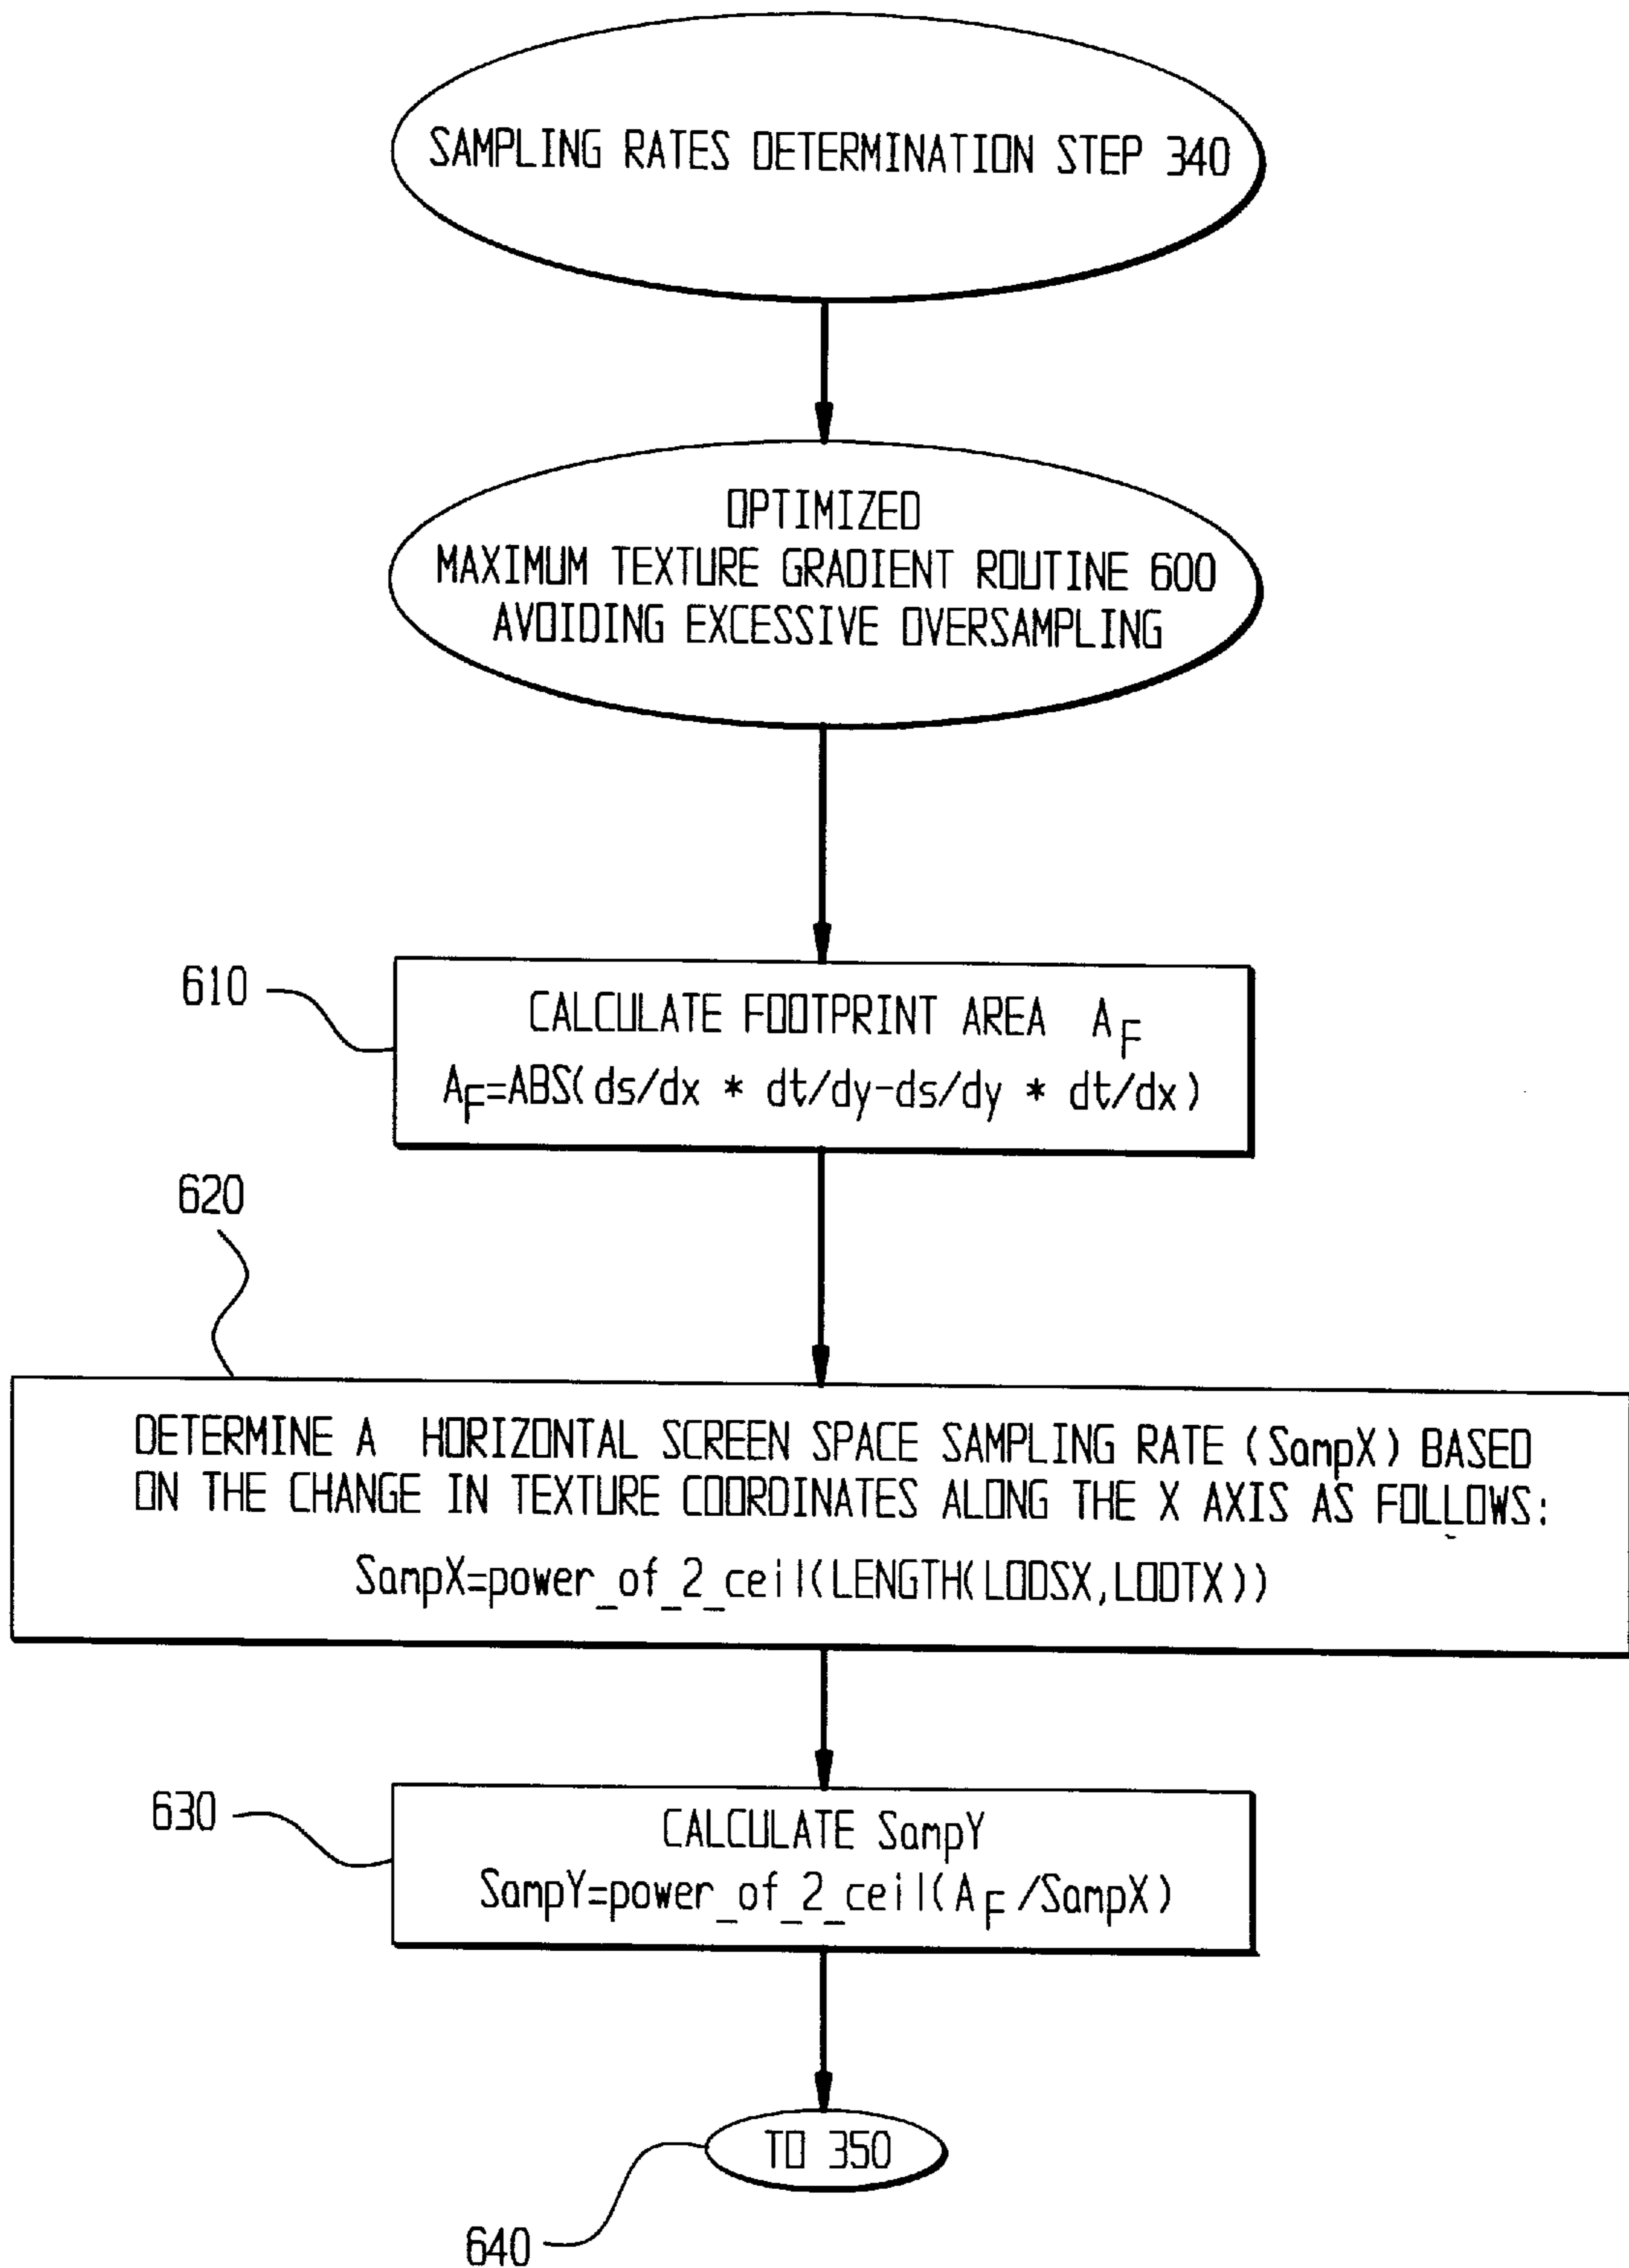 SAMPLING RATES DETERMINATION STEP 340
OPTIMIZED
MAXIMUM TEXTURE GRADIENT ROUTINE 600
AVOIDING EXCESSIVE OVERSAMPLING
610
CALCULATE FOOTPRINT AREA A_F
A_F=ABS(ds/dx * dt/dy-ds/dy * dt/dx)
620
DETERMINE A HORIZONTAL SCREEN SPACE SAMPLING RATE (SampX) BASED
ON THE CHANGE IN TEXTURE COORDINATES ALONG THE X AXIS AS FOLLOWS:
SampX=power_of_2_ceil(LENGTH(LODSX,LODTX))
630
CALCULATE SampY
SampY=power_of_2_ceil(A_F/SampX)
TO 350
640